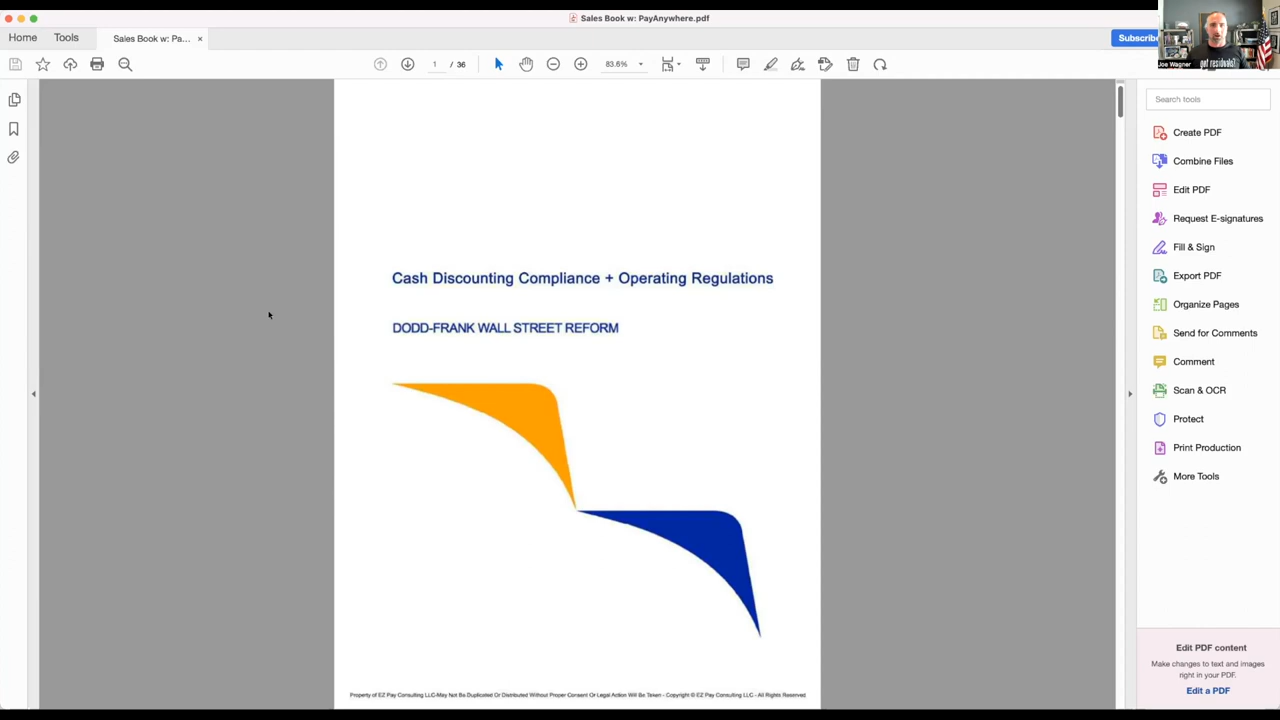 Sales Book w: PayAnywhere.pdf
Home
Tools
Sales Book w: Pa...
Subscribe
1 / 36
83.6%
Joe Wagner
got residuals?
Search tools
Create PDF
Combine Files
Edit PDF
Request E-signatures
Fill & Sign
Export PDF
Organize Pages
Send for Comments
Comment
Scan & OCR
Protect
Print Production
More Tools
Cash Discounting Compliance + Operating Regulations
DODD-FRANK WALL STREET REFORM
Property of EZ Pay Consulting LLC-May Not Be Duplicated Or Distributed Without Proper Consent Or Legal Action Will Be Taken - Copyright © EZ Pay Consulting LLC - All Rights Reserved
Edit PDF content
Make changes to text and images
right in your PDF.
Edit a PDF